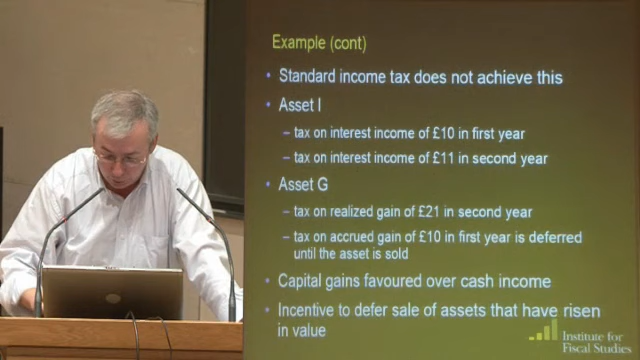 Example (cont)
• Standard income tax does not achieve this
• Asset I
– tax on interest income of £10 in first year
– tax on interest income of £11 in second year
• Asset G
– tax on realized gain of £21 in second year
– tax on accrued gain of £10 in first year is deferred
until the asset is sold
• Capital gains favoured over cash income
• Incentive to defer sale of assets that have risen
in value
Institute for
Fiscal Studies